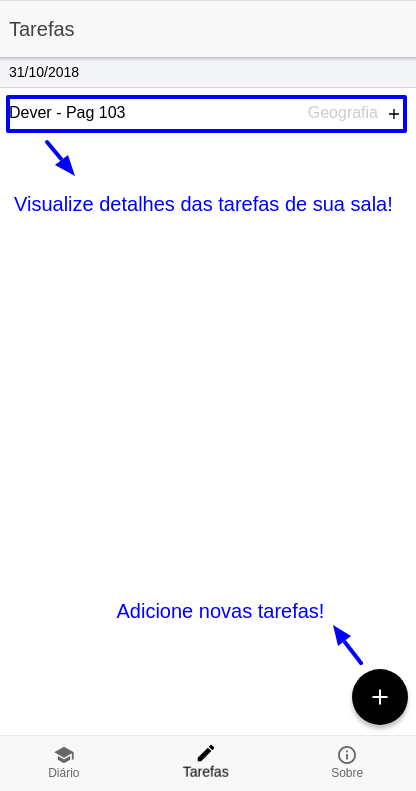 Tarefas
31/10/2018
Dever - Pag 103 Geografia +
Visualize detalhes das tarefas de sua sala!
Adicione novas tarefas!
+
Diário Tarefas Sobre